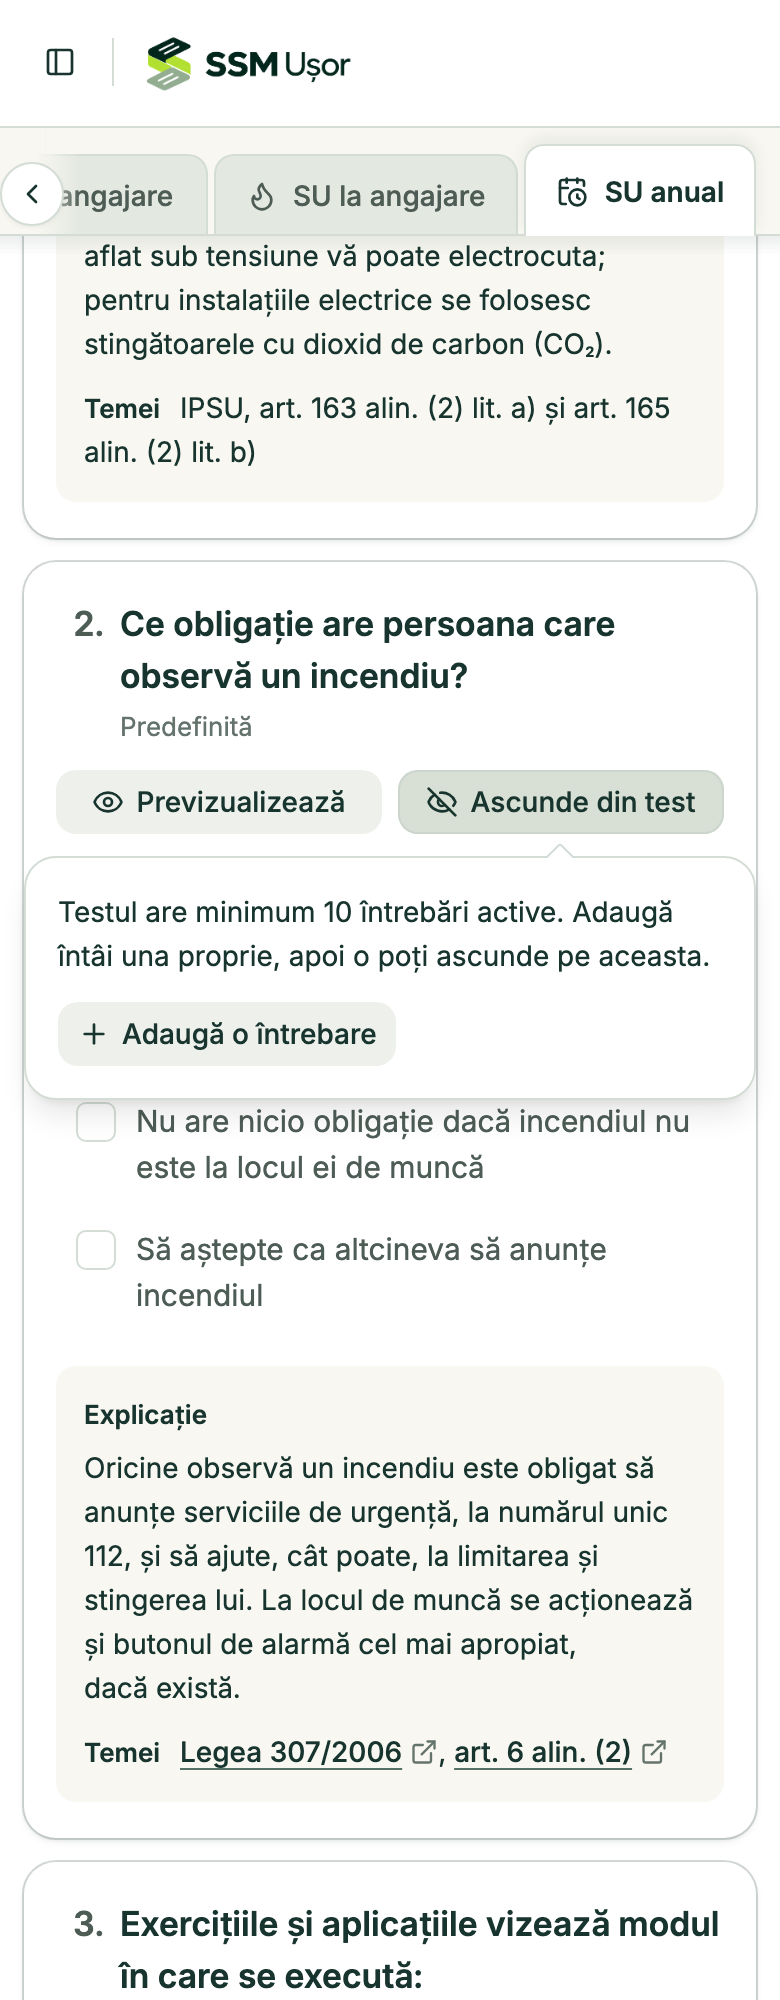 SSM Ușor
angajare
SU la angajare
SU anual
aflat sub tensiune vă poate electrocuta;
pentru instalațiile electrice se folosesc
stingătoarele cu dioxid de carbon (CO₂).
Temei IPSU, art. 163 alin. (2) lit. a) și art. 165
alin. (2) lit. b)
2. Ce obligație are persoana care
observă un incendiu?
Predefinită
Previzualizează
Ascunde din test
Testul are minimum 10 întrebări active. Adaugă
întâi una proprie, apoi o poți ascunde pe aceasta.
Adaugă o întrebare
Nu are nicio obligație dacă incendiul nu
este la locul ei de muncă
Să aștepte ca altcineva să anunțe
incendiul
Explicație
Oricine observă un incendiu este obligat să
anunțe serviciile de urgență, la numărul unic
112, și să ajute, cât poate, la limitarea și
stingerea lui. La locul de muncă se acționează
și butonul de alarmă cel mai apropiat,
dacă există.
Temei Legea 307/2006, art. 6 alin. (2)
3. Exercițiile și aplicațiile vizează modul
în care se execută: